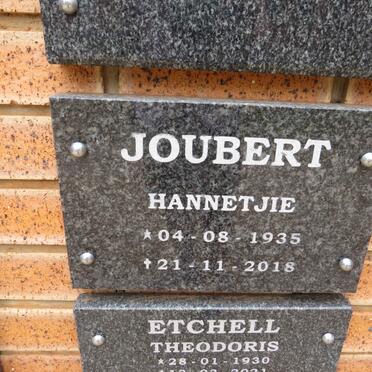 JOUBERT
HANNETJIE
★ 04 - 08 - 1935
✝ 21 - 11 - 2018
ETCHELL
THEODORIS
★ 28 - 01 - 1930